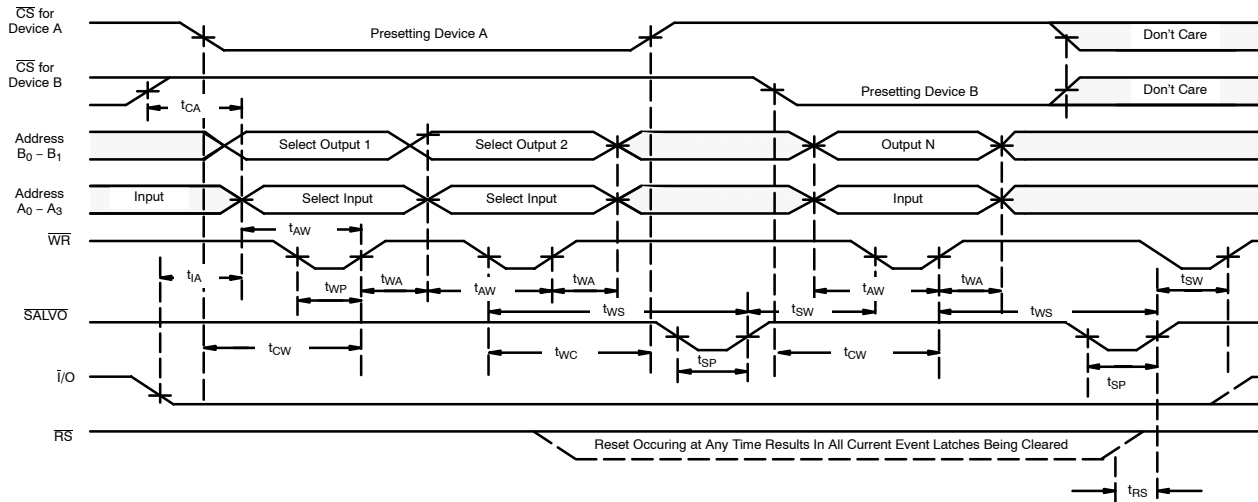 CS for
Device A
Presetting Device A
Don't Care
CS for
Device B
Presetting Device B
Don't Care
tCA
Address
B0 – B1
Select Output 1
Select Output 2
Output N
Address
A0 – A3
Input
Select Input
Select Input
Input
tAW
WR
tIA
tWP
tWA
tAW
tWA
tAW
tWA
tSW
tWS
tSW
tWS
SALVO
tCW
tWC
tSP
tCW
tSP
I/O
RS
Reset Occuring at Any Time Results In All Current Event Latches Being Cleared
tRS